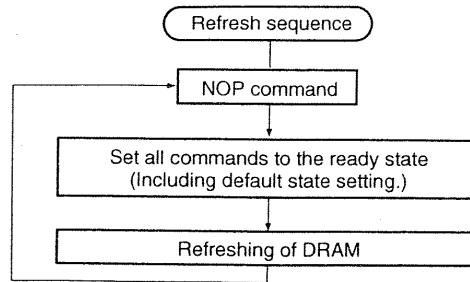 Refresh sequence
NOP command
Set all commands to the ready state
(Including default state setting.)
Refreshing of DRAM